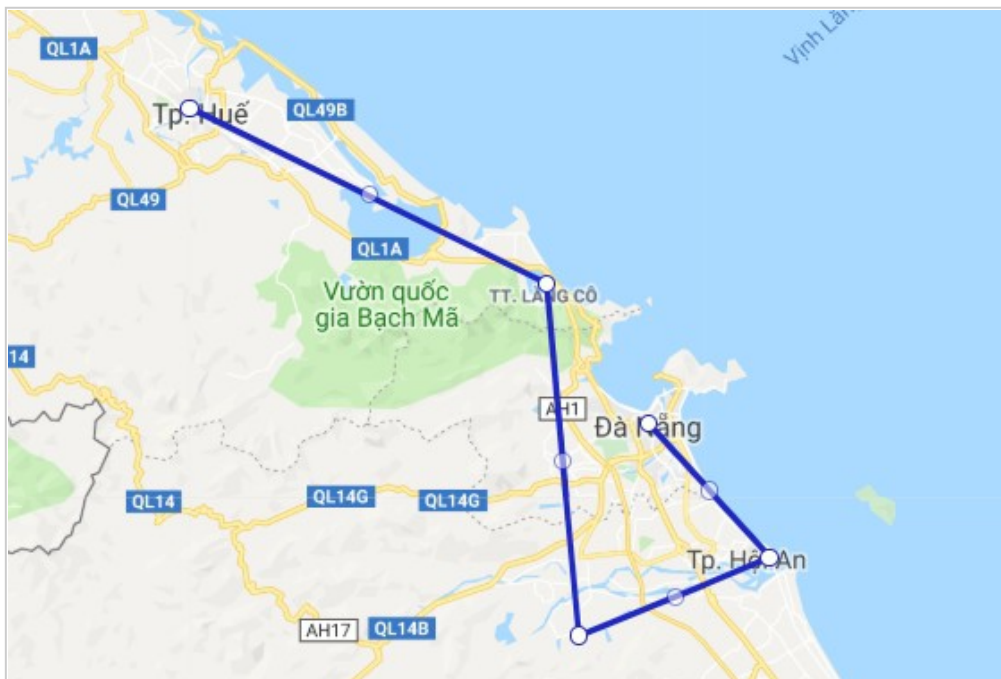 Vịnh Lăng
QL1A
Tp. Huế
QL49B
QL49
QL1A
Vườn quốc
gia Bạch Mã
TT. LĂNG CÔ
14
AH1
Đà Nẵng
QL14G
QL14G
QL14
Tp. Hội An
AH17
QL14B